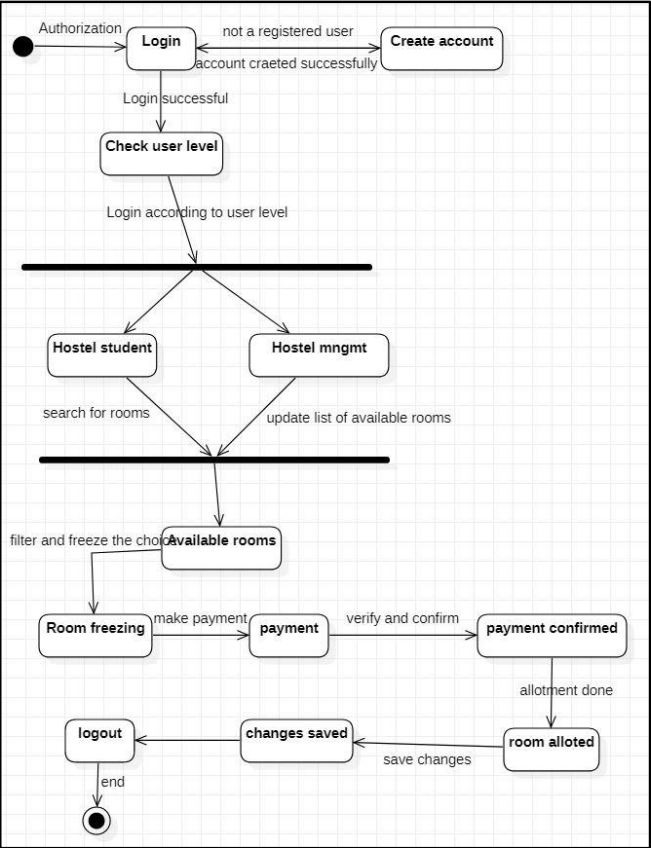 Authorization
Login
not a registered user
Create account
account craeted successfully
Login successful
Check user level
Login according to user level
Hostel student
Hostel mngmt
search for rooms
update list of available rooms
filter and freeze the choice
Available rooms
Room freezing
make payment
payment
verify and confirm
payment confirmed
allotment done
logout
changes saved
room alloted
save changes
end